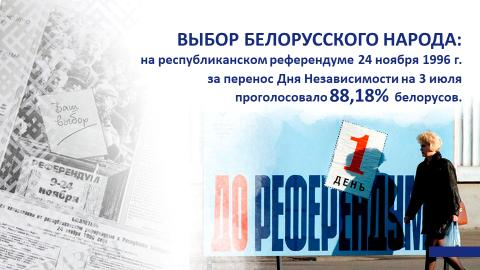 ВЫБОР БЕЛОРУССКОГО НАРОДА:
на республиканском референдуме 24 ноября 1996 г.
за перенос Дня Независимости на 3 июля
проголосовало 88,18% белорусов.
Ваш
выбор
РЕФЕРЕНДУМ
9-24
ноября
1
ДЕНЬ
ДО РЕФЕРЕНДУМ